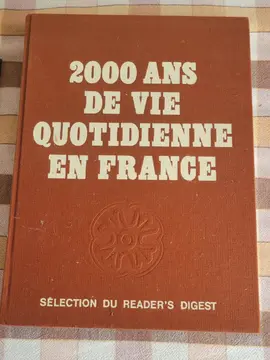 2000 ANS
DE VIE
QUOTIDIENNE
EN FRANCE
SÉLECTION DU READER'S DIGEST